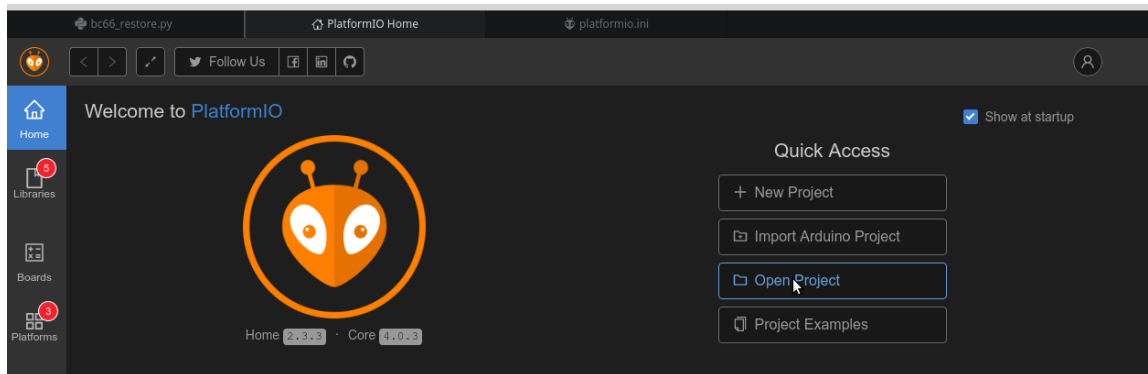 bc66_restore.py PlatformIO Home platformio.ini
Follow Us
Home
5
Libraries
Boards
3
Platforms
Welcome to PlatformIO
Show at startup
Home 2.3.3 · Core 4.0.3
Quick Access
New Project
Import Arduino Project
Open Project
Project Examples